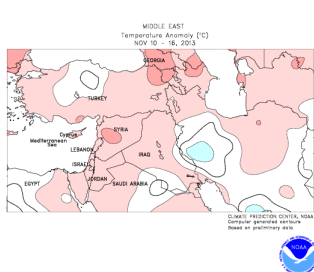 MIDDLE EAST
Temperature Anomaly (°C)
NOV 10 - 16, 2013
GEORGIA
TURKEY
Cyprus
Mediterranean
Sea
SYRIA
LEBANON
IRAQ
ISRAEL
JORDAN
EGYPT
SAUDI ARABIA
CLIMATE PREDICTION CENTER, NOAA
Computer generated contours
Based on preliminary data
NOAA